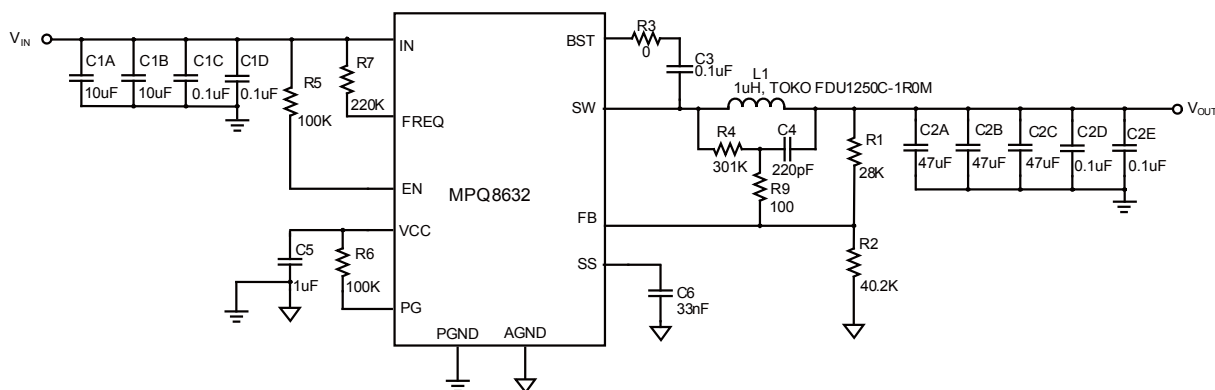 VIN
C1A
10uF
C1B
10uF
C1C
0.1uF
C1D
0.1uF
R5
100K
R7
220K
IN
FREQ
EN
VCC
PG
C5
1uF
R6
100K
MPQ8632
PGND
AGND
BST
SW
FB
SS
R3
0
C3
0.1uF
L1
1uH, TOKO FDU1250C-1R0M
R4
301K
C4
220pF
R9
100
R1
28K
R2
40.2K
C6
33nF
C2A
47uF
C2B
47uF
C2C
47uF
C2D
0.1uF
C2E
0.1uF
VOUT